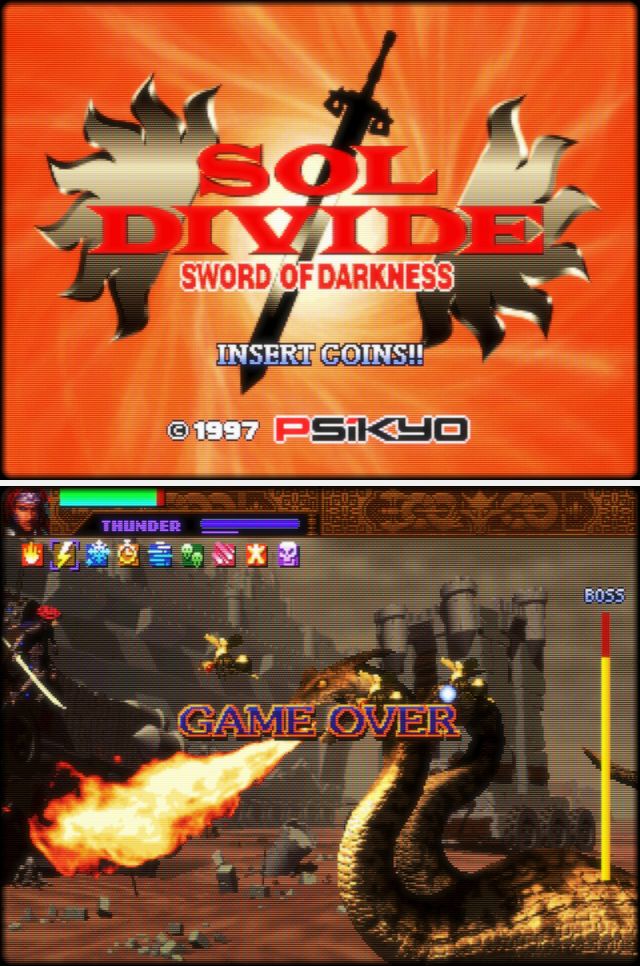 SOL
DIVIDE
SWORD OF DARKNESS
INSERT COINS!!
© 1997 PSIKYO
THUNDER
BOSS
GAME OVER